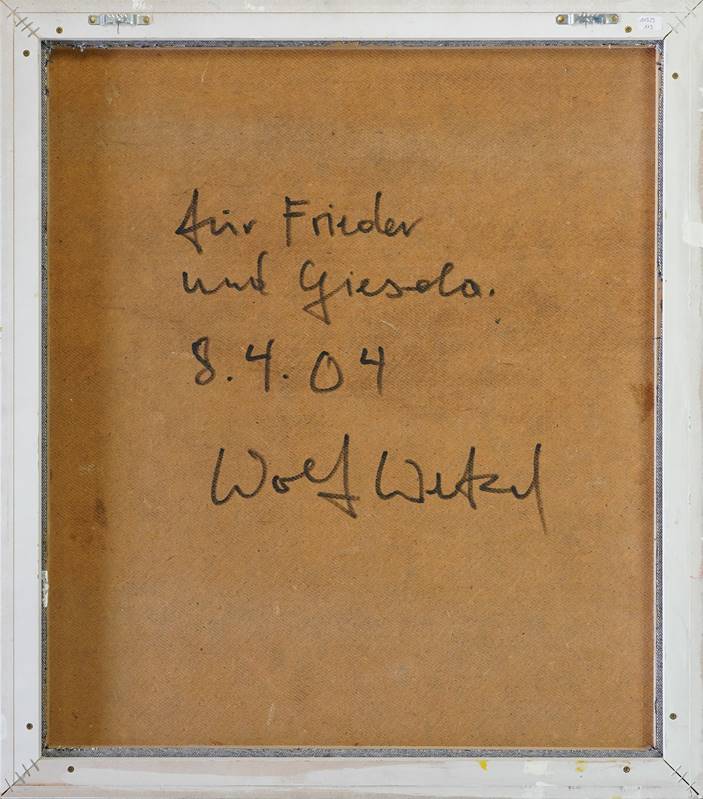 für Frieder
und Giesela.
8.4.04
Wolf Wetzel